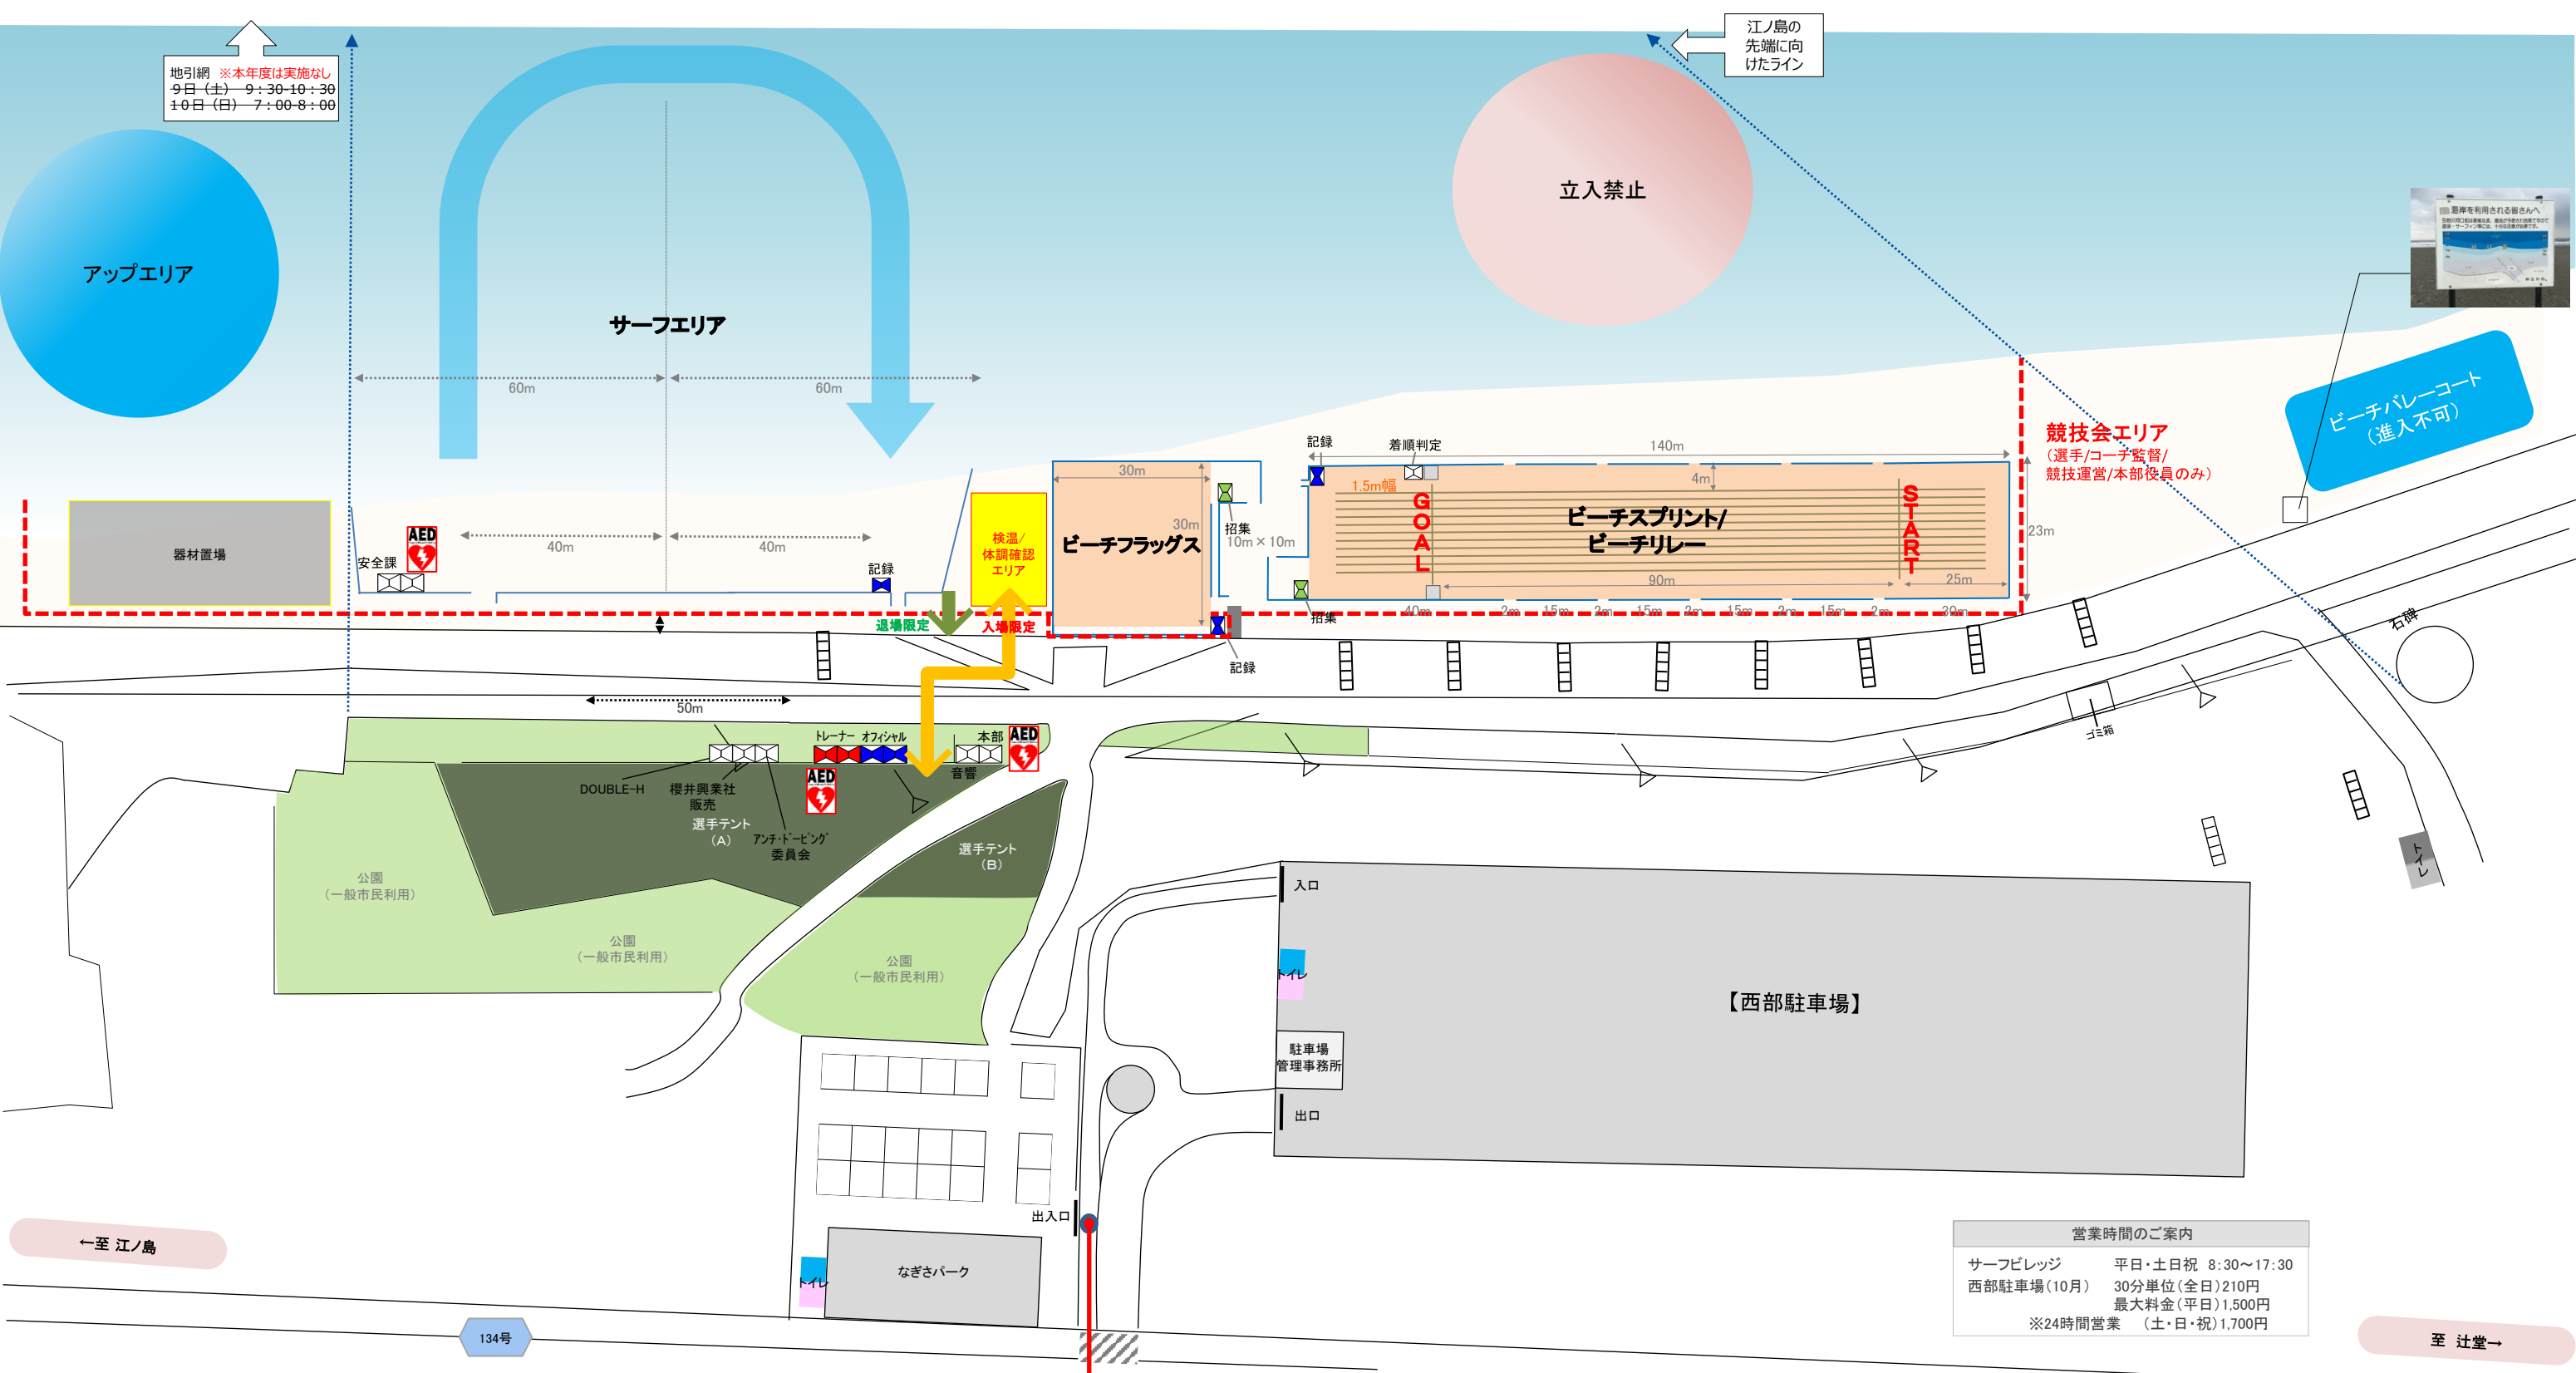 地引網　※本年度は実施なし
9日（土）　9：30-10：30
10日（日）　7：00-8：00
江ノ島の
先端に向
けたライン
立入禁止
アップエリア
サーフエリア
60m
60m
海岸を利用される皆さんへ
ビーチバレーコート
（進入不可）
競技会エリア
（選手/コーチ監督/
競技運営/本部役員のみ）
記録
着順判定
140m
30m
1.5m幅
4m
GOAL
START
ビーチスプリント/
ビーチリレー
ビーチフラッグス
30m
招集
10m×10m
23m
90m
25m
AED
安全課
40m
40m
記録
検温/
体調確認
エリア
器材置場
退場限定
入場限定
招集
40m
2m
15m
2m
15m
2m
15m
2m
15m
2m
20m
記録
石碑
50m
トレーナー
オフィシャル
本部
AED
音響
AED
DOUBLE-H
櫻井興業社
販売
アンチ・ドーピング
委員会
選手テント
（A）
選手テント
（B）
ゴミ箱
トイレ
公園
（一般市民利用）
公園
（一般市民利用）
公園
（一般市民利用）
入口
トイレ
【西部駐車場】
駐車場
管理事務所
出口
出入口
←至 江ノ島
トイレ
なぎさパーク
134号
営業時間のご案内
サーフビレッジ　平日・土日祝 8:30～17:30
西部駐車場（10月）　30分単位（全日）210円
最大料金（平日）1,500円
※24時間営業　（土・日・祝）1,700円
至 辻堂→